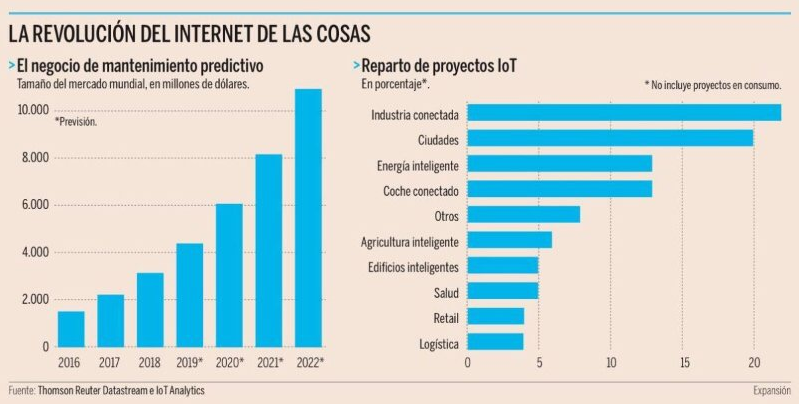 LA REVOLUCIÓN DEL INTERNET DE LAS COSAS
> El negocio de mantenimiento predictivo
Tamaño del mercado mundial, en millones de dólares.
*Previsión.
10.000
8.000
6.000
4.000
2.000
0
2016 2017 2018 2019* 2020* 2021* 2022*
> Reparto de proyectos IoT
En porcentaje*.
* No incluye proyectos en consumo.
Industria conectada
Ciudades
Energía inteligente
Coche conectado
Otros
Agricultura inteligente
Edificios inteligentes
Salud
Retail
Logística
0 5 10 15 20
Fuente: Thomson Reuter Datastream e IoT Analytics
Expansión